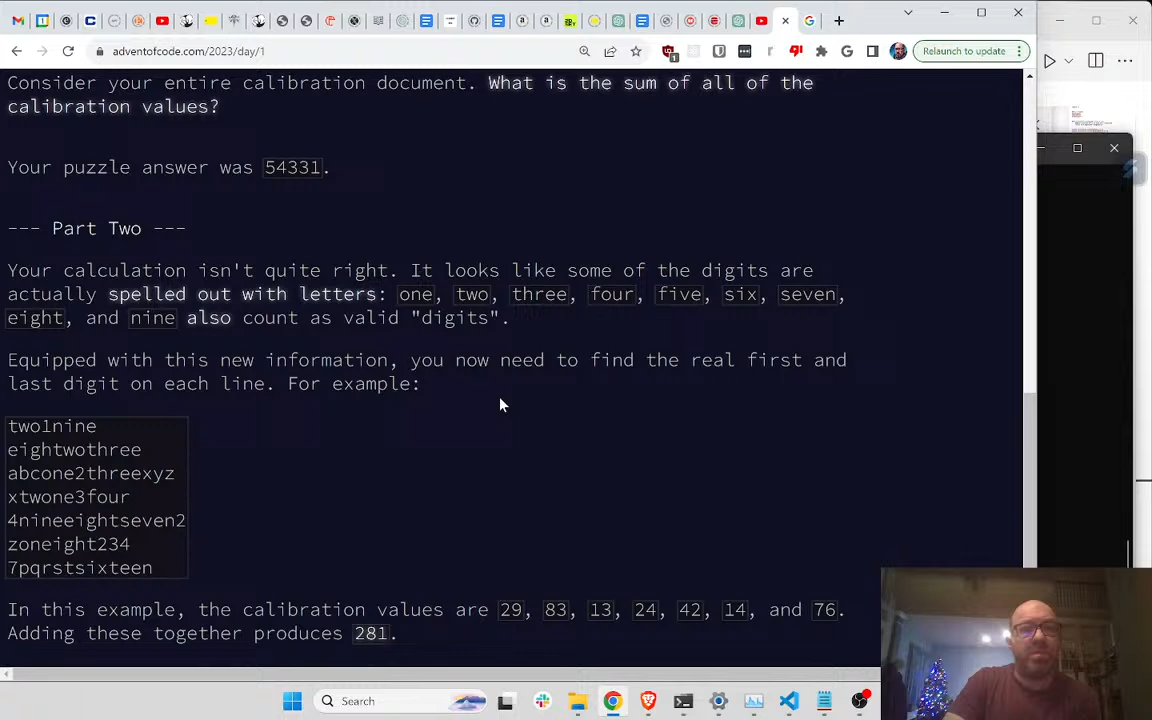 adventofcode.com/2023/day/1
Relaunch to update
Consider your entire calibration document. What is the sum of all of the
calibration values?
Your puzzle answer was 54331.
--- Part Two ---
Your calculation isn't quite right. It looks like some of the digits are
actually spelled out with letters: one, two, three, four, five, six, seven,
eight, and nine also count as valid "digits".
Equipped with this new information, you now need to find the real first and
last digit on each line. For example:
two1nine
eightwothree
abcone2threexyz
xtwone3four
4nineeightseven2
zoneight234
7pqrstsixteen
In this example, the calibration values are 29, 83, 13, 24, 42, 14, and 76.
Adding these together produces 281.
Search